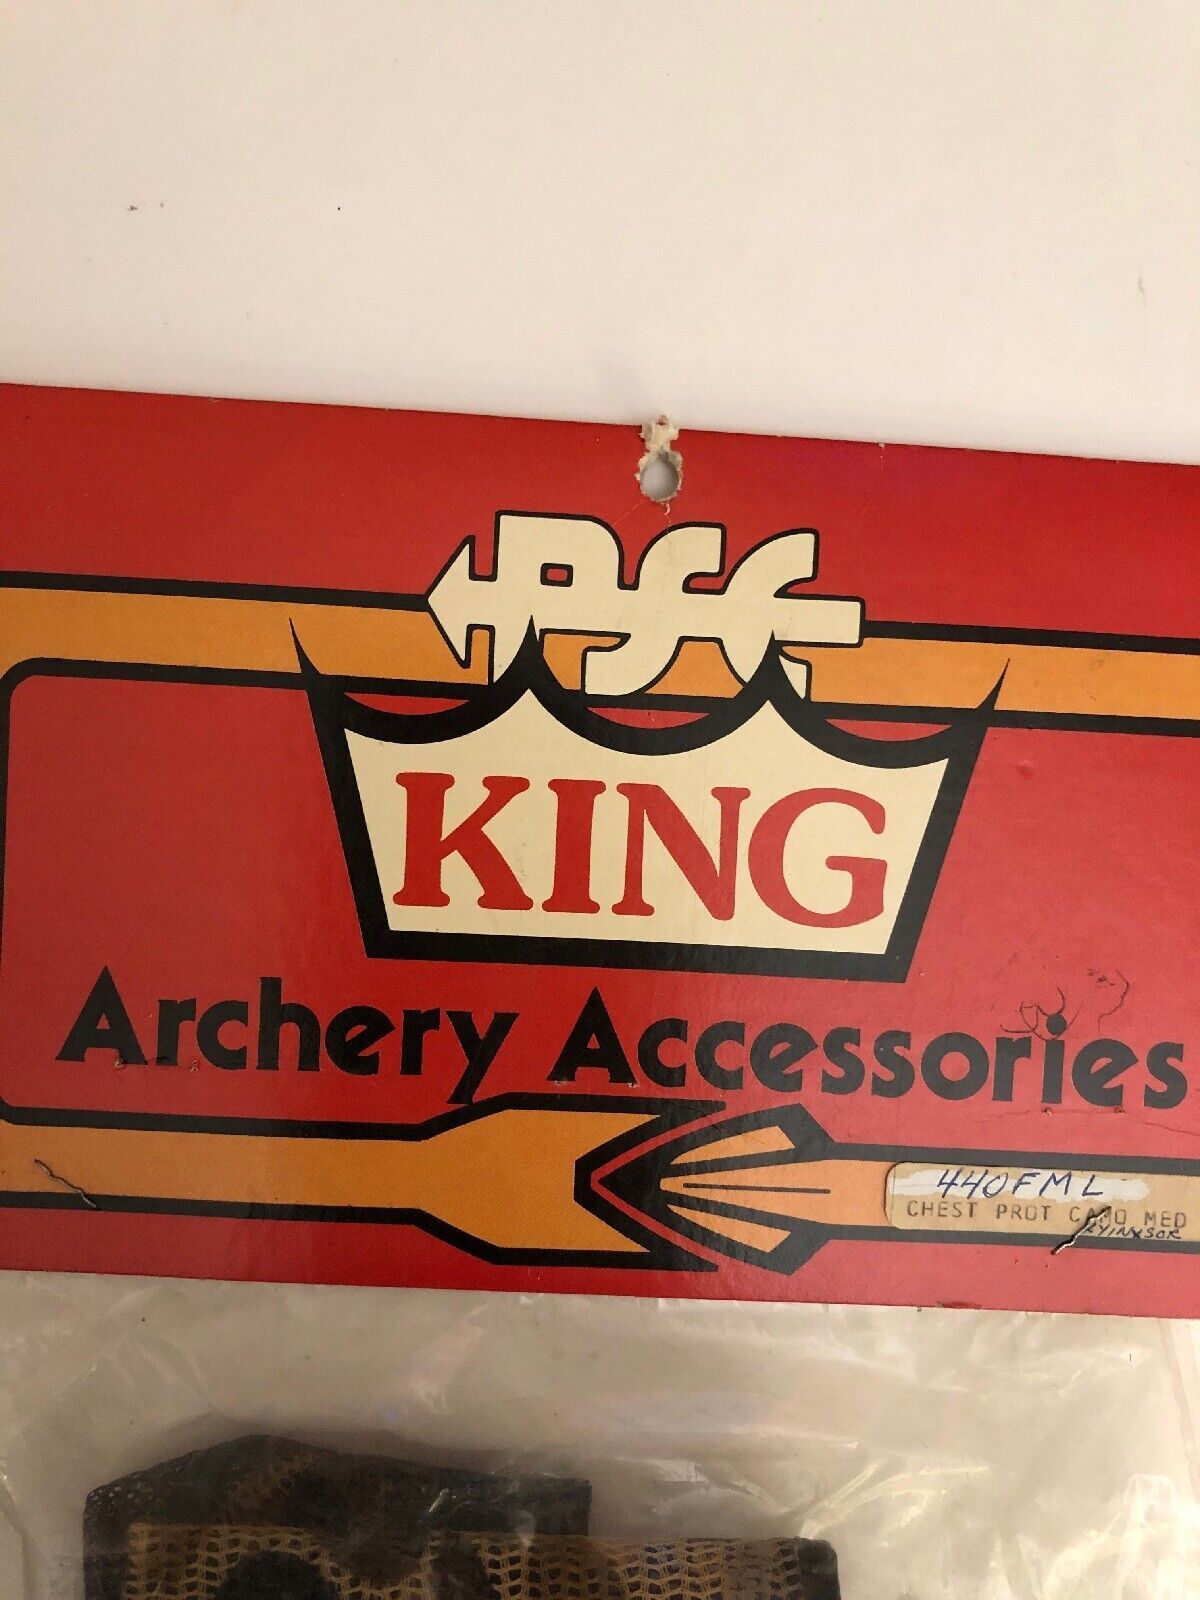 PSE
KING
Archery Accessories
440FML
CHEST PROT CAMO MED